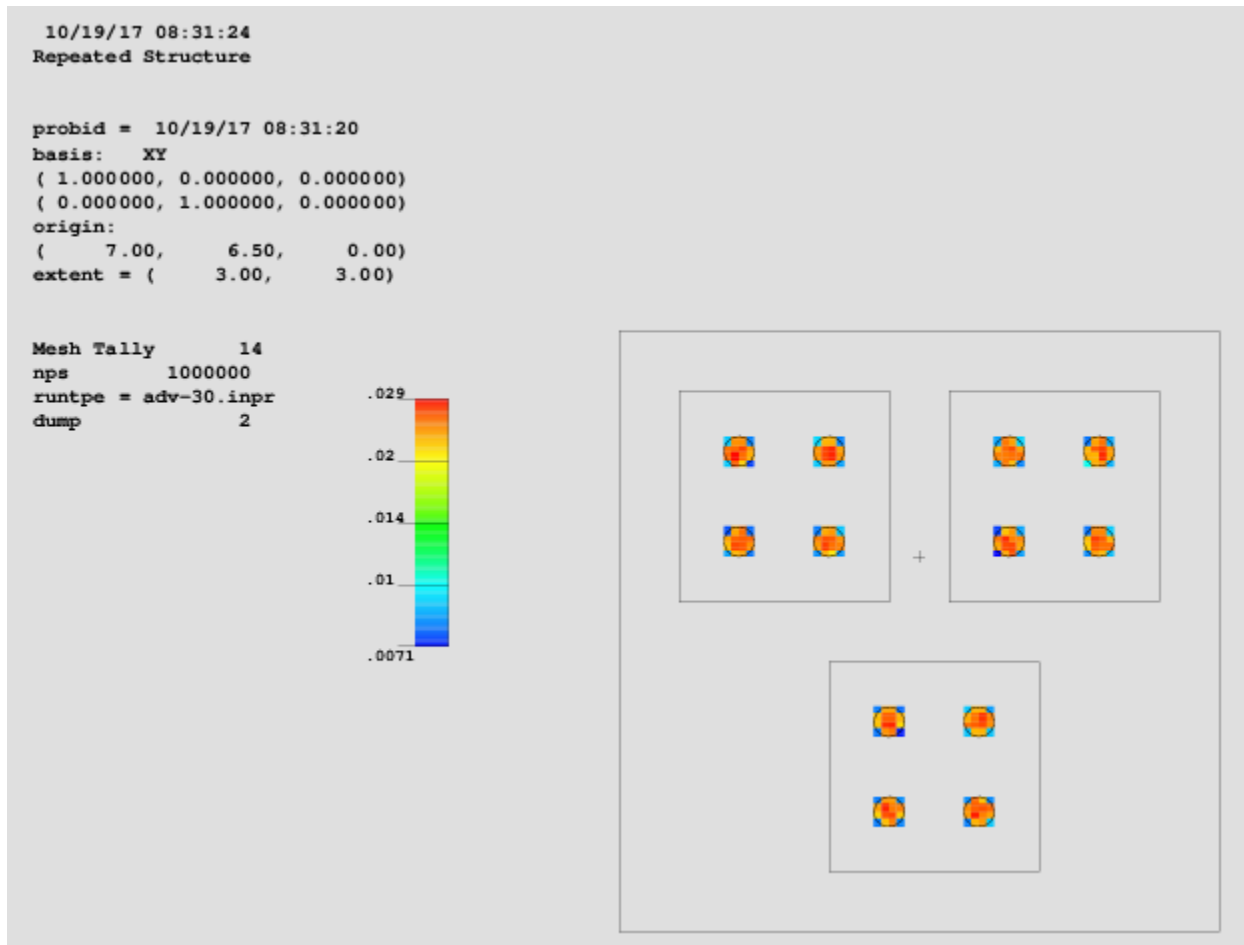 10/19/17 08:31:24
Repeated Structure
probid = 10/19/17 08:31:20
basis: XY
( 1.000000, 0.000000, 0.000000)
( 0.000000, 1.000000, 0.000000)
origin:
( 7.00, 6.50, 0.00)
extent = ( 3.00, 3.00)
Mesh Tally 14
nps 1000000
runtpe = adv-30.inpr
dump 2
.029
.02
.014
.01
.0071